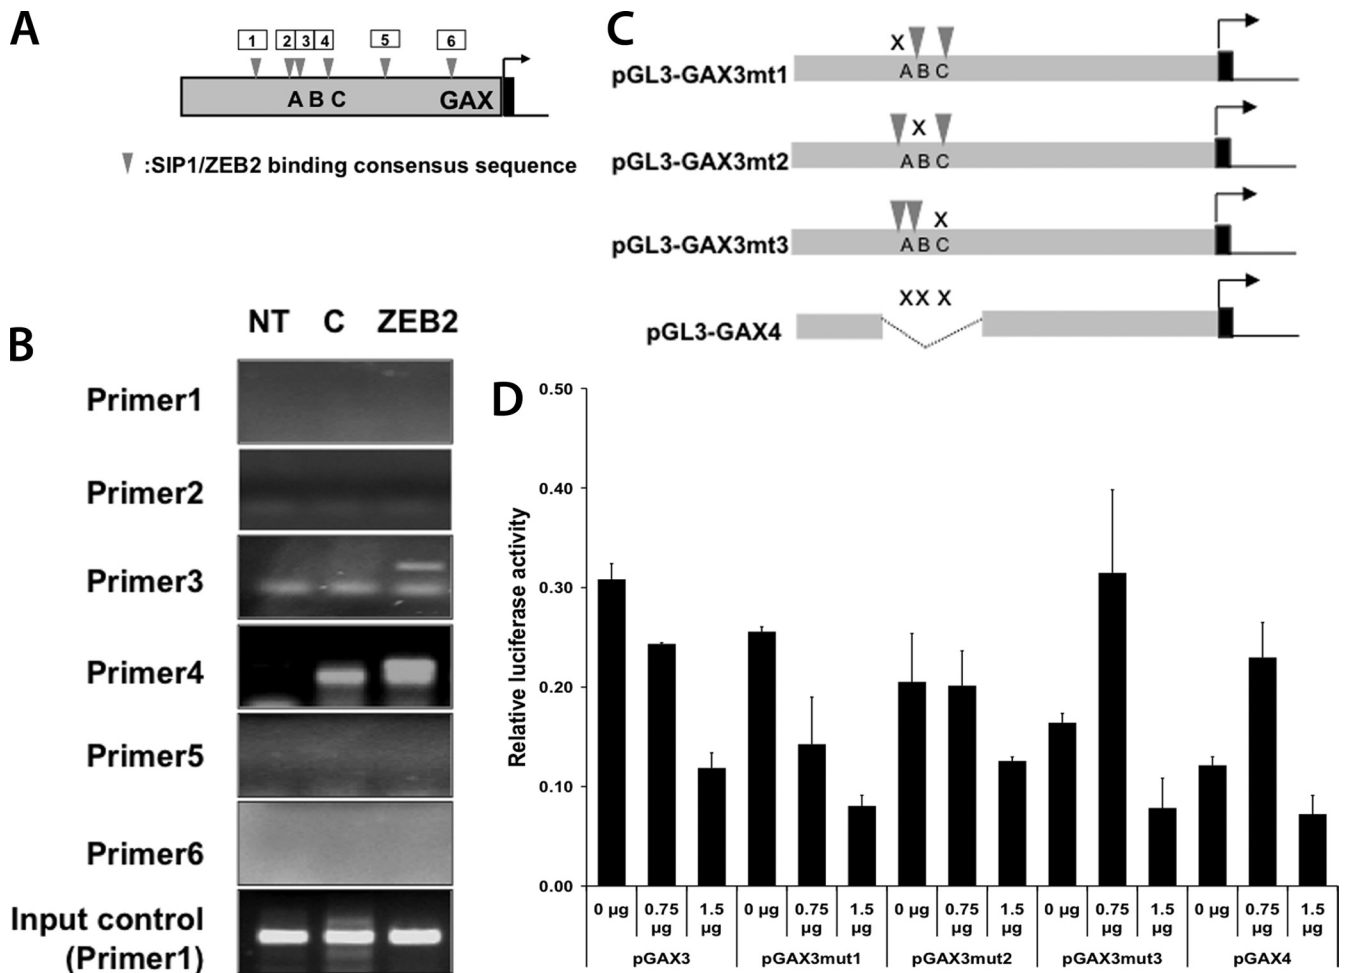 A
1 2 3 4 5 6
A B C GAX
:SIP1/ZEB2 binding consensus sequence
B
NT C ZEB2
Primer1
Primer2
Primer3
Primer4
Primer5
Primer6
Input control
(Primer1)
C
X
pGL3-GAX3mt1
A B C
X
pGL3-GAX3mt2
A B C
X
pGL3-GAX3mt3
A B C
XX X
pGL3-GAX4
D
Relative luciferase activity
0.50
0.40
0.30
0.20
0.10
0.00
0 µg 0.75 µg 1.5 µg 0 µg 0.75 µg 1.5 µg 0 µg 0.75 µg 1.5 µg 0 µg 0.75 µg 1.5 µg 0 µg 0.75 µg 1.5 µg
pGAX3 pGAX3mut1 pGAX3mut2 pGAX3mut3 pGAX4